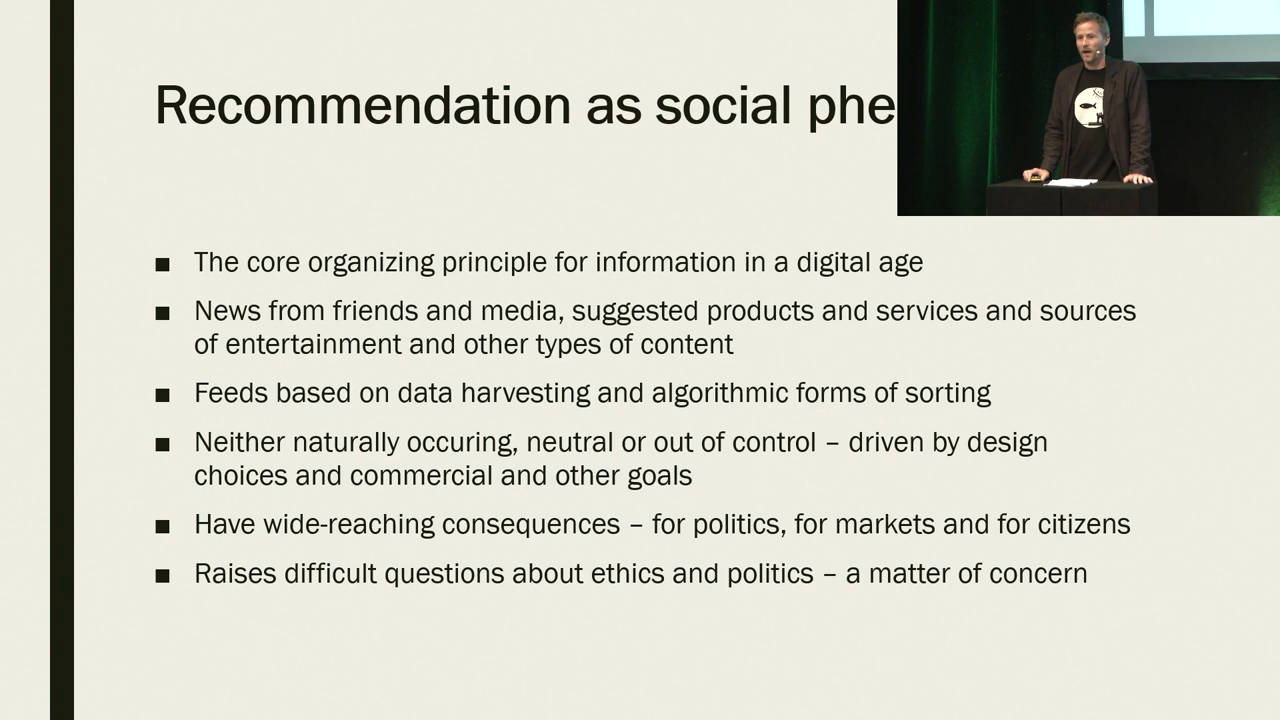 Recommendation as social phe
■ The core organizing principle for information in a digital age
■ News from friends and media, suggested products and services and sources
of entertainment and other types of content
■ Feeds based on data harvesting and algorithmic forms of sorting
■ Neither naturally occuring, neutral or out of control – driven by design
choices and commercial and other goals
■ Have wide-reaching consequences – for politics, for markets and for citizens
■ Raises difficult questions about ethics and politics – a matter of concern